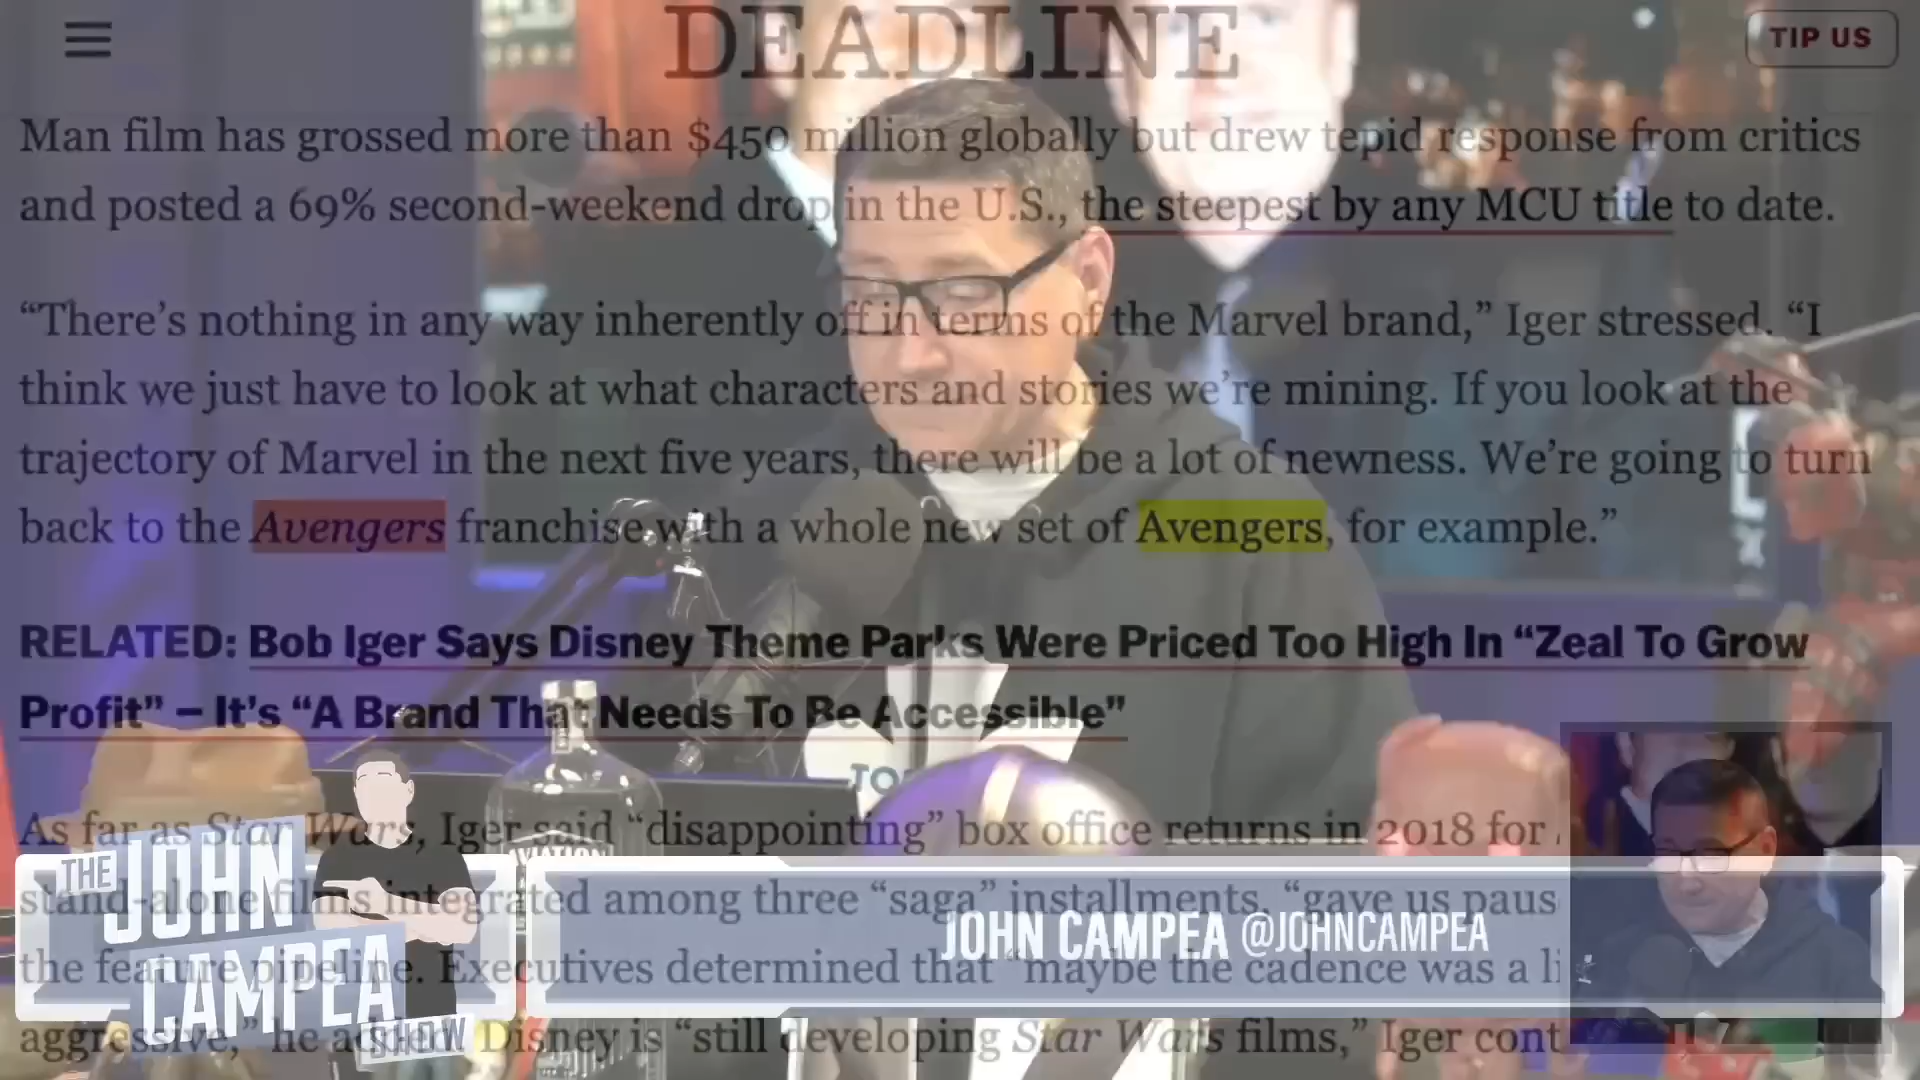 DEADLINE
TIP US
Man film has grossed more than $450 million globally but drew tepid response from critics
and posted a 69% second-weekend drop in the U.S., the steepest by any MCU title to date.
“There’s nothing in any way inherently off in terms of the Marvel brand,” Iger stressed. “I
think we just have to look at what characters and stories we’re mining. If you look at the
trajectory of Marvel in the next five years, there will be a lot of newness. We’re going to turn
back to the Avengers franchise with a whole new set of Avengers, for example.”
RELATED: Bob Iger Says Disney Theme Parks Were Priced Too High In “Zeal To Grow
Profit” – It’s “A Brand That Needs To Be Accessible”
As far as Star Wars, Iger said “disappointing” box office returns in 2018 for
stand-alone films integrated among three “saga” installments, “gave us paus
the feature pipeline. Executives determined that “maybe the cadence was a li
aggressive,” he added. Disney is “still developing Star Wars films,” Iger cont
AVIATION
THE
JOHN
CAMPEA
SHOW
JOHN CAMPEA @JOHNCAMPEA